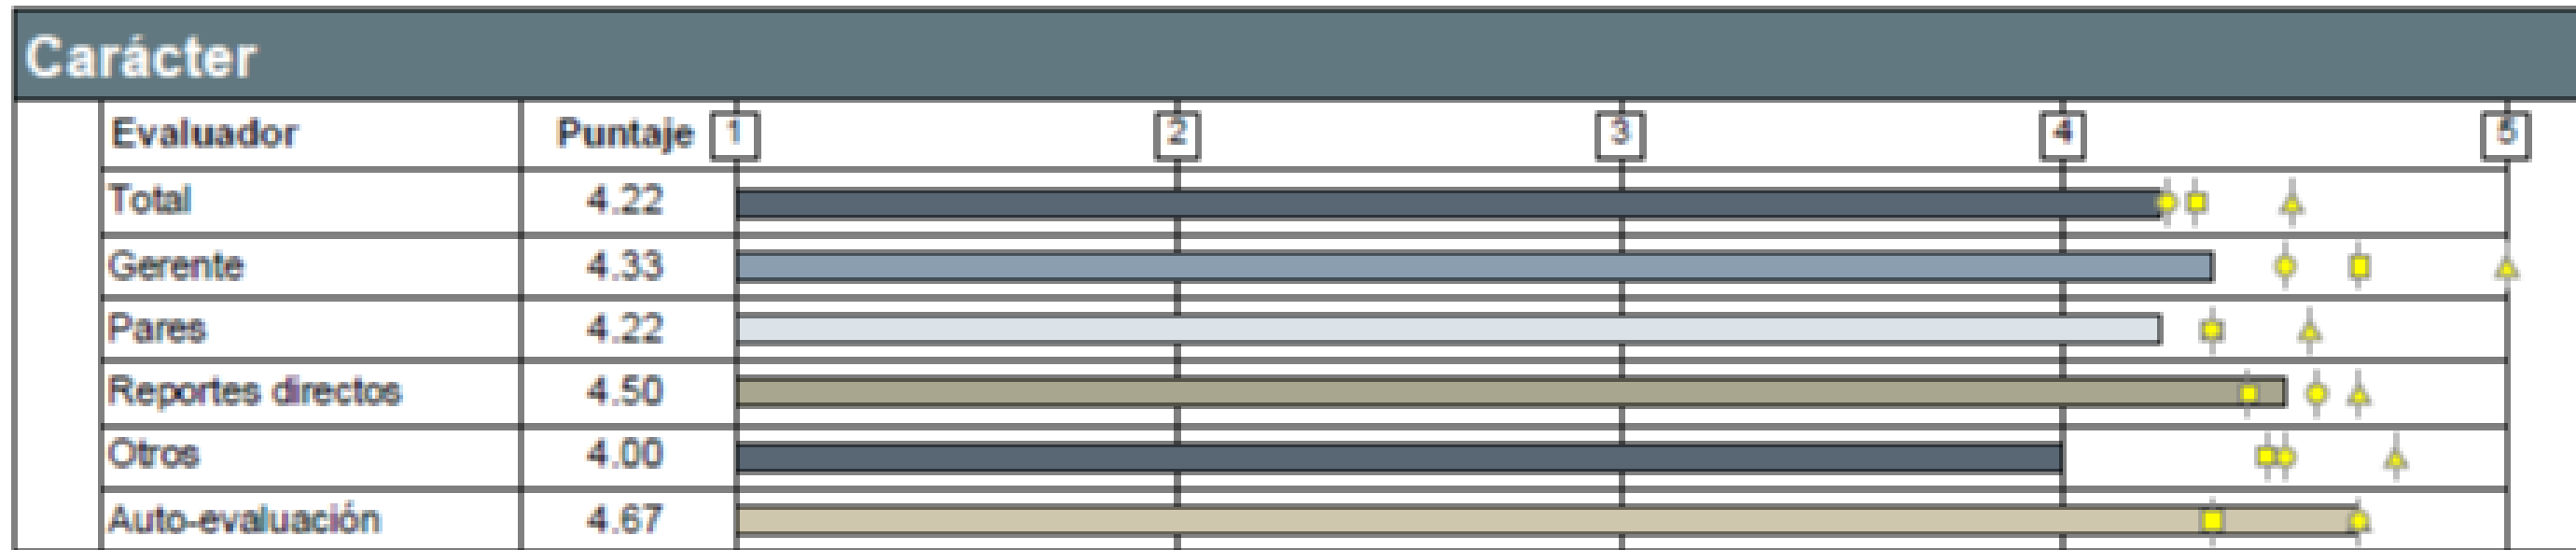 Carácter
Evaluador Puntaje 1 2 3 4 5
Total 4.22
Gerente 4.33
Pares 4.22
Reportes directos 4.50
Otros 4.00
Auto-evaluación 4.67